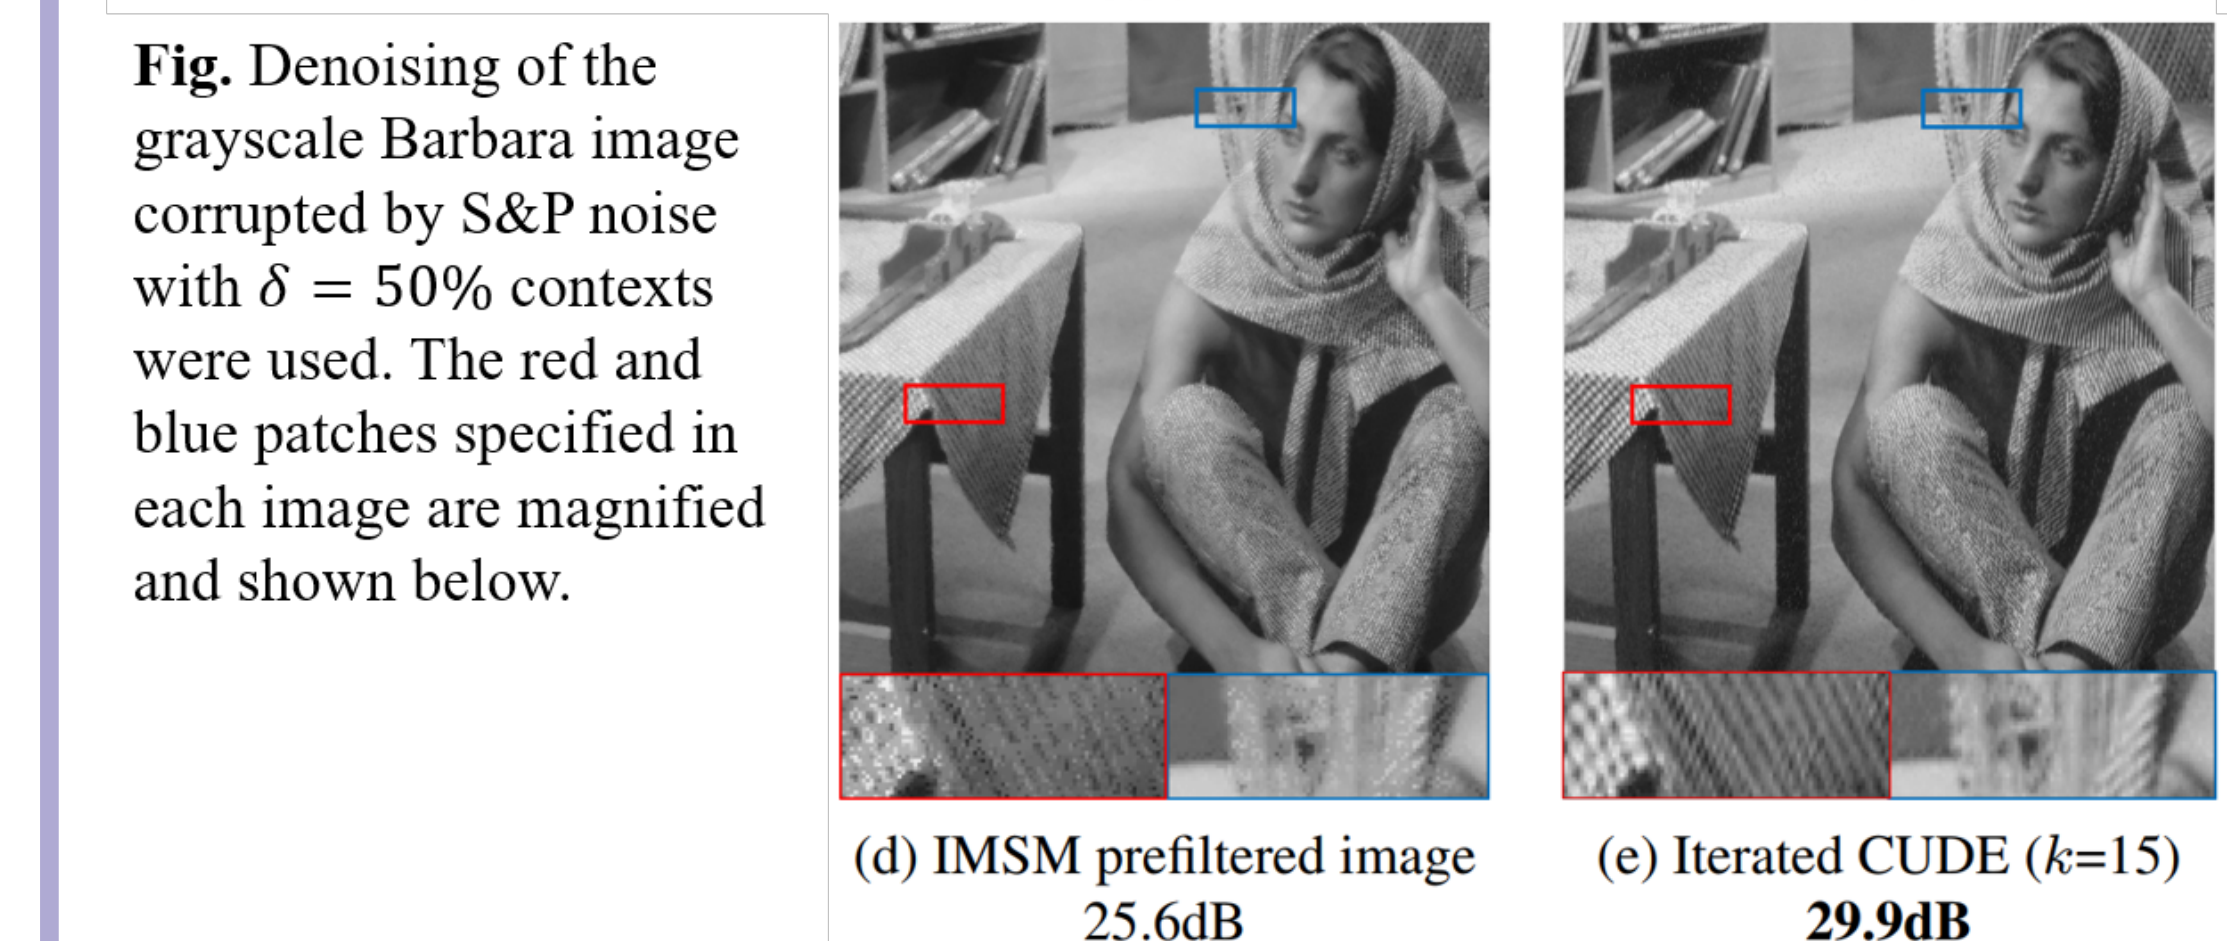 Fig. Denoising of the
grayscale Barbara image
corrupted by S&P noise
with δ = 50% contexts
were used. The red and
blue patches specified in
each image are magnified
and shown below.
(d) IMSM prefiltered image
25.6dB
(e) Iterated CUDE (k=15)
29.9dB